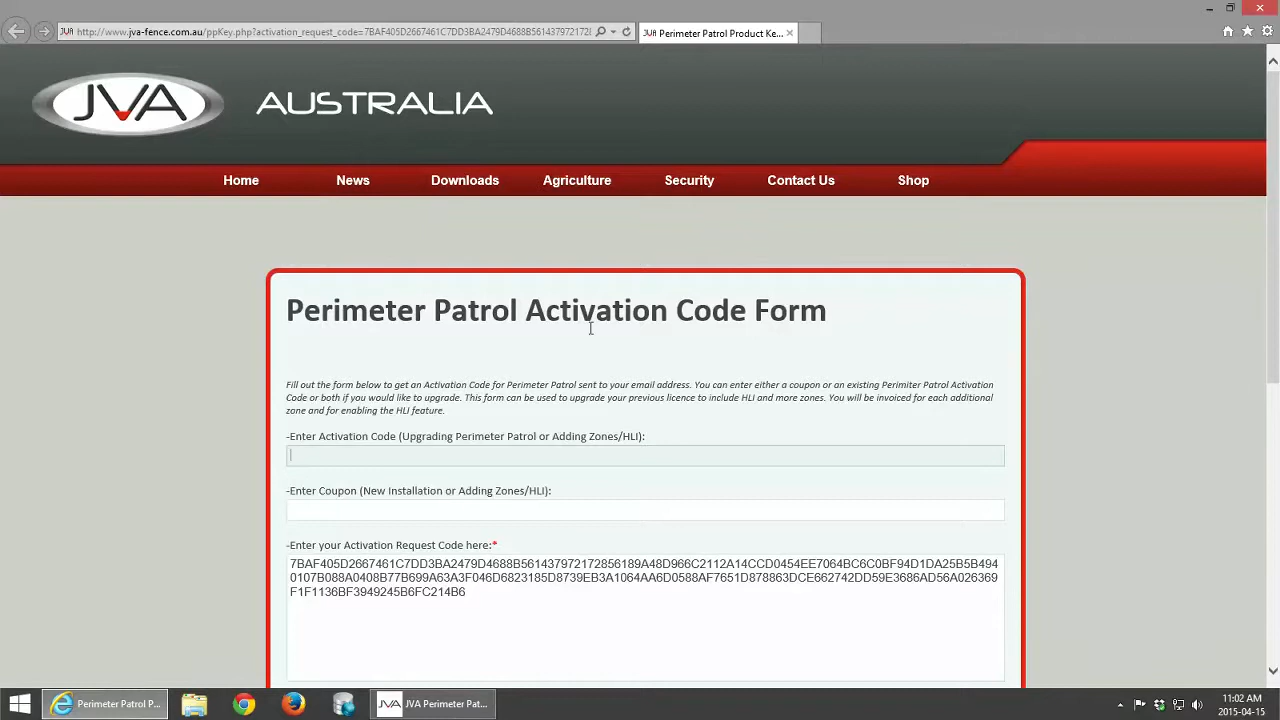 http://www.jva-fence.com.au/ppKey.php?activation_request_code=7BAF405D2667461C7DD3BA2479D4688B561437972172
JVA Perimeter Patrol Product Ke...
JVA AUSTRALIA
Home News Downloads Agriculture Security Contact Us Shop
Perimeter Patrol Activation Code Form
Fill out the form below to get an Activation Code for Perimeter Patrol sent to your email address. You can enter either a coupon or an existing Perimiter Patrol Activation
Code or both if you would like to upgrade. This form can be used to upgrade your previous licence to include HLI and more zones. You will be invoiced for each additional
zone and for enabling the HLI feature.
-Enter Activation Code (Upgrading Perimeter Patrol or Adding Zones/HLI):
-Enter Coupon (New Installation or Adding Zones/HLI):
-Enter your Activation Request Code here:*
7BAF405D2667461C7DD3BA2479D4688B561437972172856189A48D966C2112A14CCD0454EE7064BC6C0BF94D1DA25B5B494
0107B088A0408B77B699A63A3F046D6823185D8739EB3A1064AA6D0588AF7651D878863DCE662742DD59E3686AD56A026369
F1F1136BF3949245B6FC214B6
Perimeter Patrol P...
JVA JVA Perimeter Pat...
11:02 AM
2015-04-15